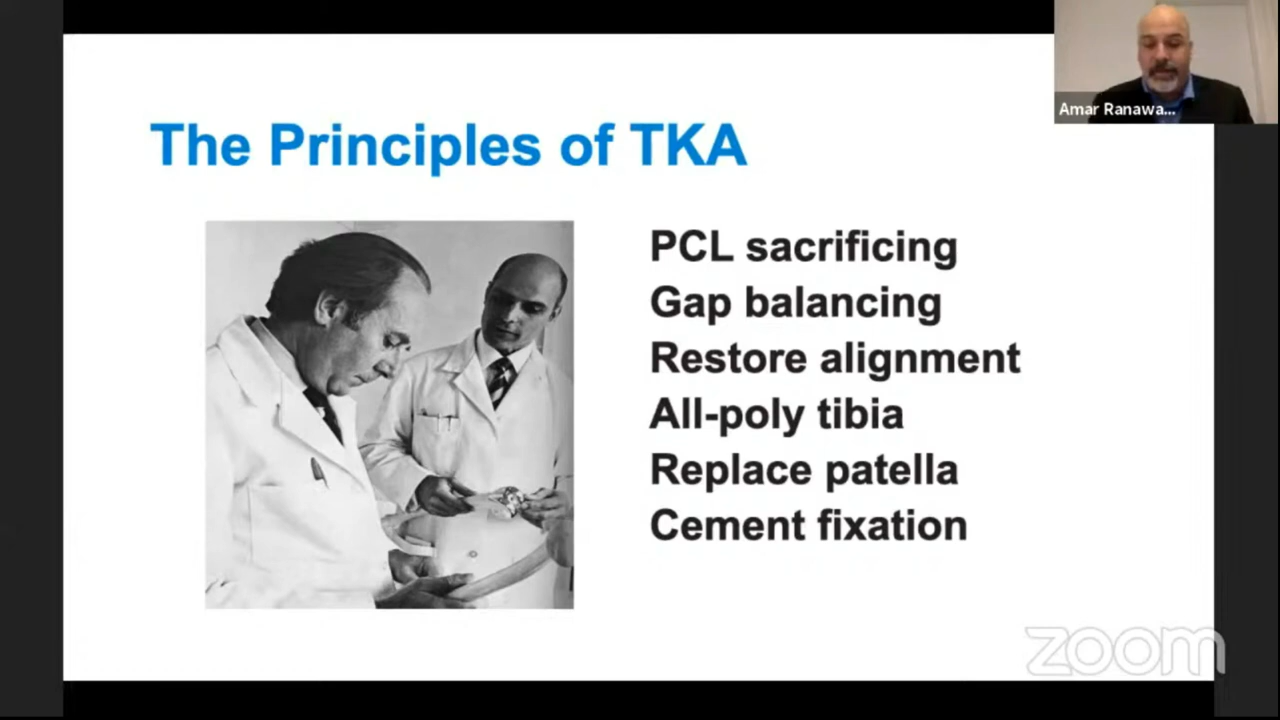 The Principles of TKA
Amar Ranawa...
PCL sacrificing
Gap balancing
Restore alignment
All-poly tibia
Replace patella
Cement fixation
zoom